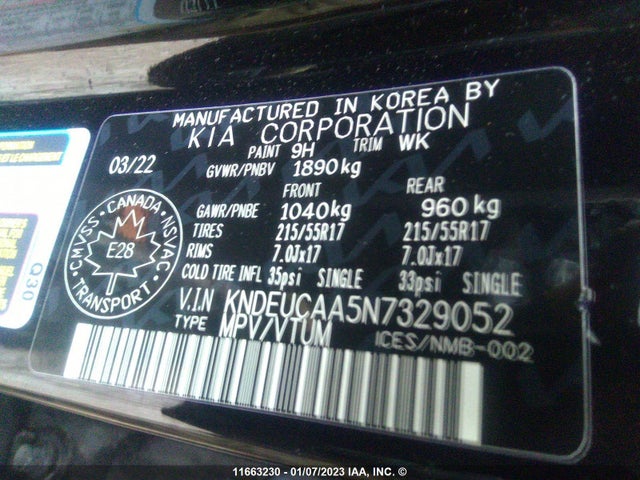 MANUFACTURED IN KOREA BY
KIA CORPORATION
PAINT 9H TRIM WK
03/22 GVWR/PNBV 1890kg
FRONT REAR
GAWR/PNBE 1040kg 960kg
TIRES 215/55R17 215/55R17
RIMS 7.0Jx17 7.0Jx17
COLD TIRE INFL 35psi SINGLE 33psi SINGLE
V.I.N KNDEUCAA5N7329052
TYPE MPV/VTUM ICES/NMB-002
CMVSS · CANADA · NSVAC
E28
TRANSPORT
Q30
11663230 - 01/07/2023 IAA, INC. ©